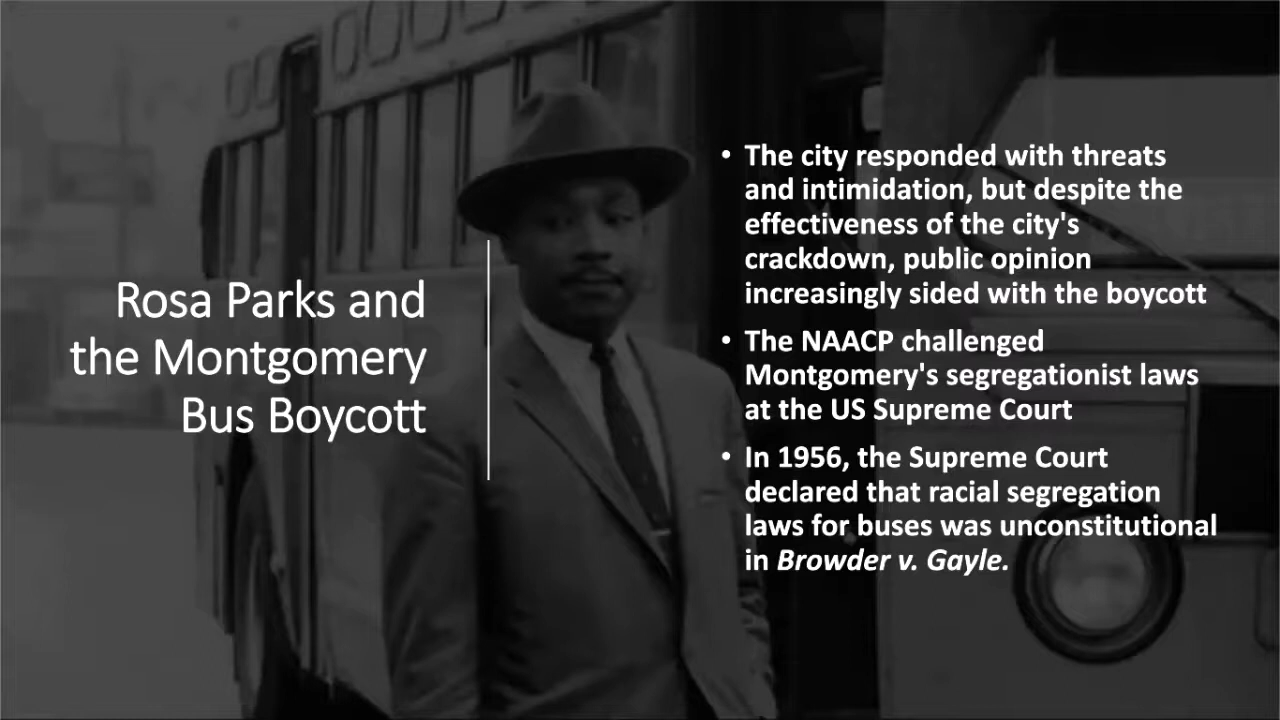 Rosa Parks and
the Montgomery
Bus Boycott
• The city responded with threats
and intimidation, but despite the
effectiveness of the city's
crackdown, public opinion
increasingly sided with the boycott
• The NAACP challenged
Montgomery's segregationist laws
at the US Supreme Court
• In 1956, the Supreme Court
declared that racial segregation
laws for buses was unconstitutional
in Browder v. Gayle.